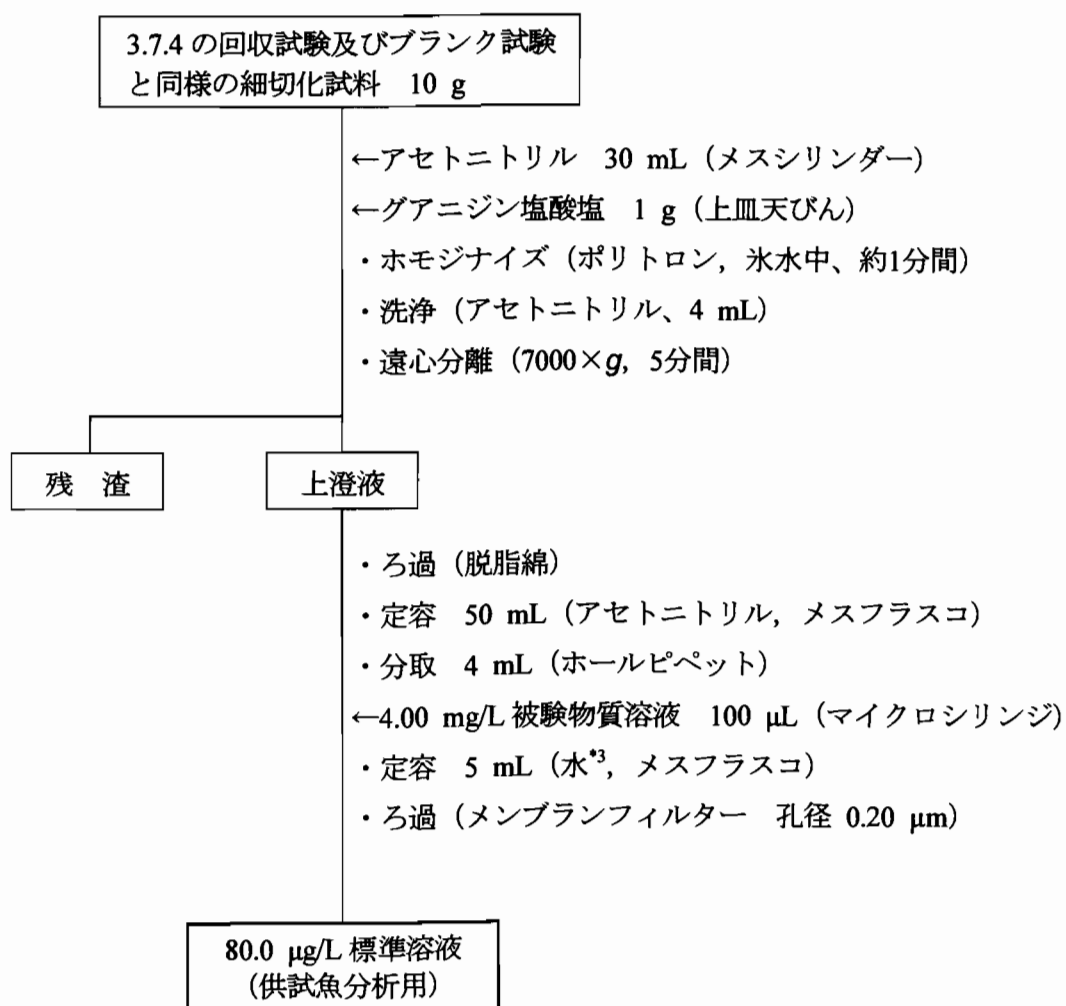 3.7.4 の回収試験及びブランク試験
と同様の細切化試料　10 g
←アセトニトリル　30 mL（メスシリンダー）
←グアニジン塩酸塩　1 g（上皿天びん）
・ホモジナイズ（ポリトロン，氷水中、約1分間）
・洗浄（アセトニトリル、4 mL）
・遠心分離（7000×g，5分間）
残　渣
上澄液
・ろ過（脱脂綿）
・定容　50 mL（アセトニトリル，メスフラスコ）
・分取　4 mL（ホールピペット）
←4.00 mg/L 被験物質溶液　100 μL（マイクロシリンジ）
・定容　5 mL（水*3，メスフラスコ）
・ろ過（メンブランフィルター　孔径 0.20 μm）
80.0 μg/L 標準溶液
（供試魚分析用）